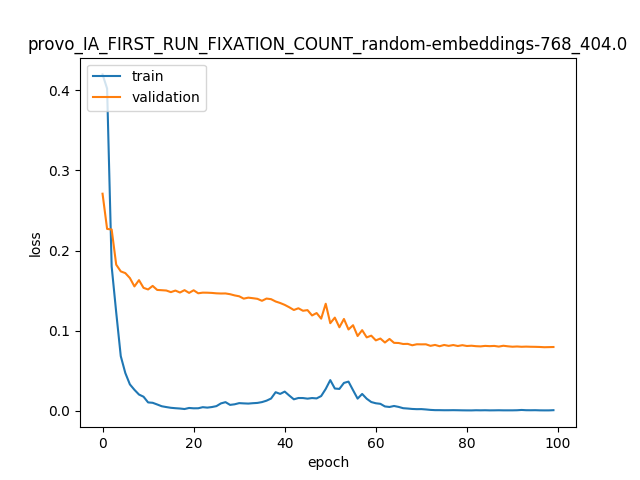 provo_IA_FIRST_RUN_FIXATION_COUNT_random-embeddings-768_404.0
train
validation
0.4
0.3
0.2
0.1
0.0
loss
0
20
40
60
80
100
epoch